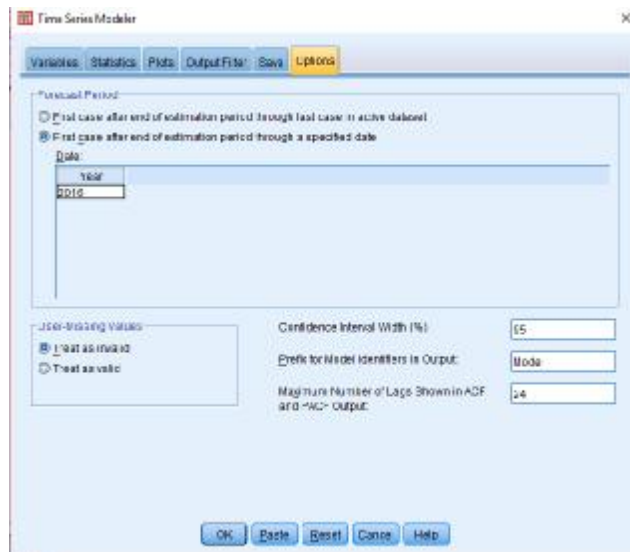 Time Series Modeler
Variables Statistics Plots Output Filter Save Options
Forecast Period
First case after end of estimation period through last case in active dataset
First case after end of estimation period through a specified date
Date:
Year
2016
User-Missing Values
Treat as invalid
Treat as valid
Confidence Interval Width (%):
95
Prefix for Model Identifiers in Output:
Model
Maximum Number of Lags Shown in ACF
and PACF Output:
24
OK Paste Reset Cancel Help